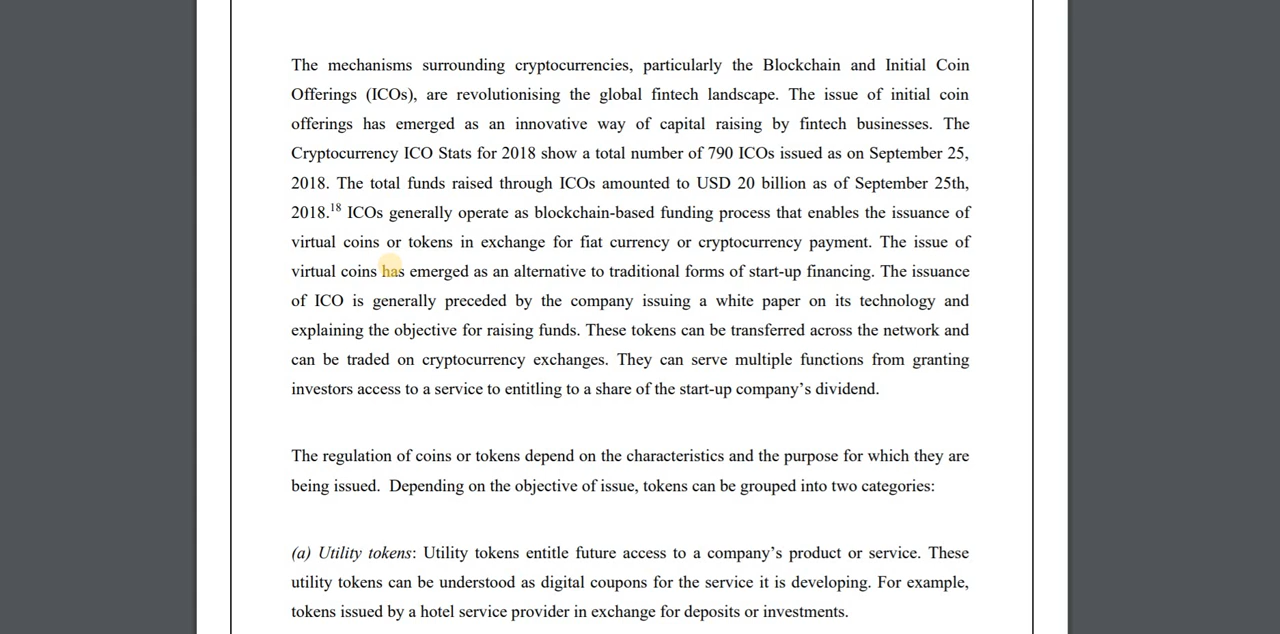 The mechanisms surrounding cryptocurrencies, particularly the Blockchain and Initial Coin
Offerings (ICOs), are revolutionising the global fintech landscape. The issue of initial coin
offerings has emerged as an innovative way of capital raising by fintech businesses. The
Cryptocurrency ICO Stats for 2018 show a total number of 790 ICOs issued as on September 25,
2018. The total funds raised through ICOs amounted to USD 20 billion as of September 25th,
2018.18 ICOs generally operate as blockchain-based funding process that enables the issuance of
virtual coins or tokens in exchange for fiat currency or cryptocurrency payment. The issue of
virtual coins has emerged as an alternative to traditional forms of start-up financing. The issuance
of ICO is generally preceded by the company issuing a white paper on its technology and
explaining the objective for raising funds. These tokens can be transferred across the network and
can be traded on cryptocurrency exchanges. They can serve multiple functions from granting
investors access to a service to entitling to a share of the start-up company’s dividend.
The regulation of coins or tokens depend on the characteristics and the purpose for which they are
being issued.  Depending on the objective of issue, tokens can be grouped into two categories:
(a) Utility tokens: Utility tokens entitle future access to a company’s product or service. These
utility tokens can be understood as digital coupons for the service it is developing. For example,
tokens issued by a hotel service provider in exchange for deposits or investments.